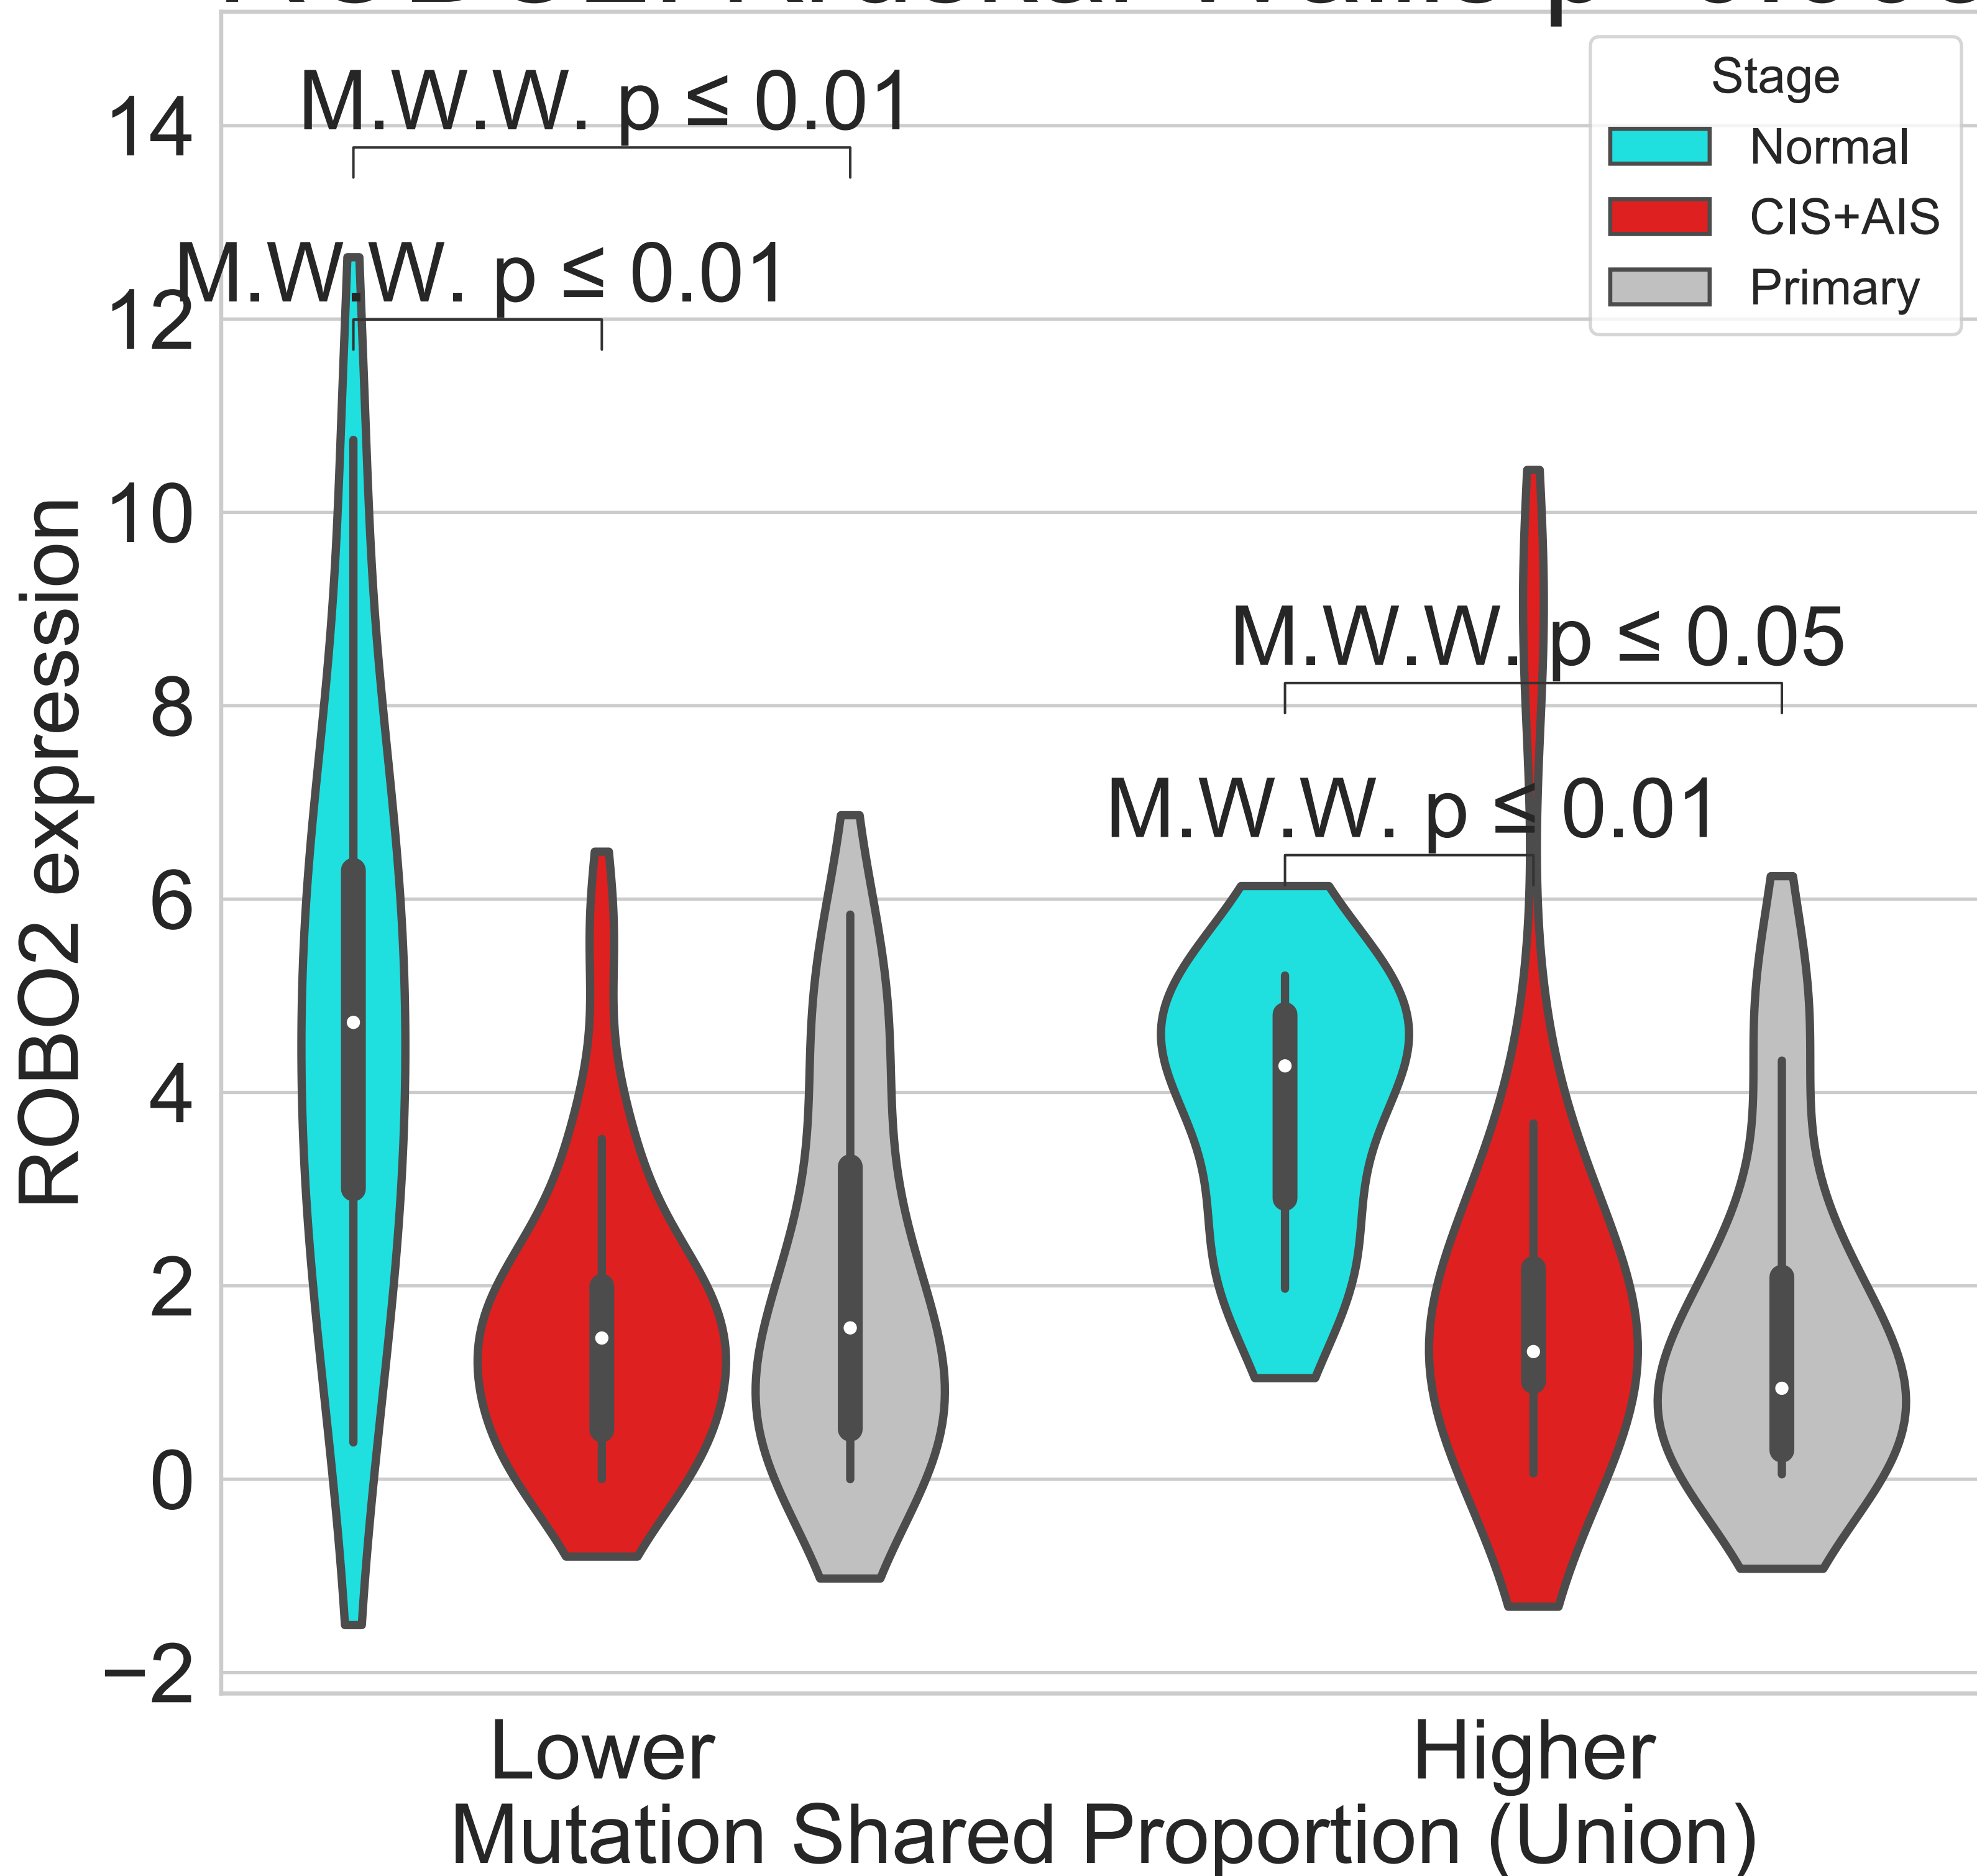 Stage
Normal
CIS+AIS
Primary
M.W.W. p ≤ 0.01
M.W.W. p ≤ 0.01
M.W.W. p ≤ 0.05
M.W.W. p ≤ 0.01
14
12
10
8
6
4
2
0
−2
ROBO2 expression
Lower
Higher
Mutation Shared Proportion (Union)